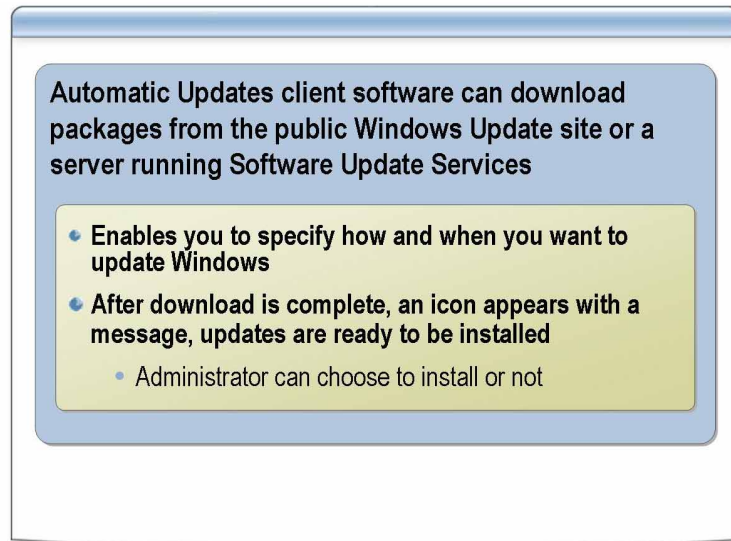 Automatic Updates client software can download
packages from the public Windows Update site or a
server running Software Update Services
Enables you to specify how and when you want to
update Windows
After download is complete, an icon appears with a
message, updates are ready to be installed
Administrator can choose to install or not